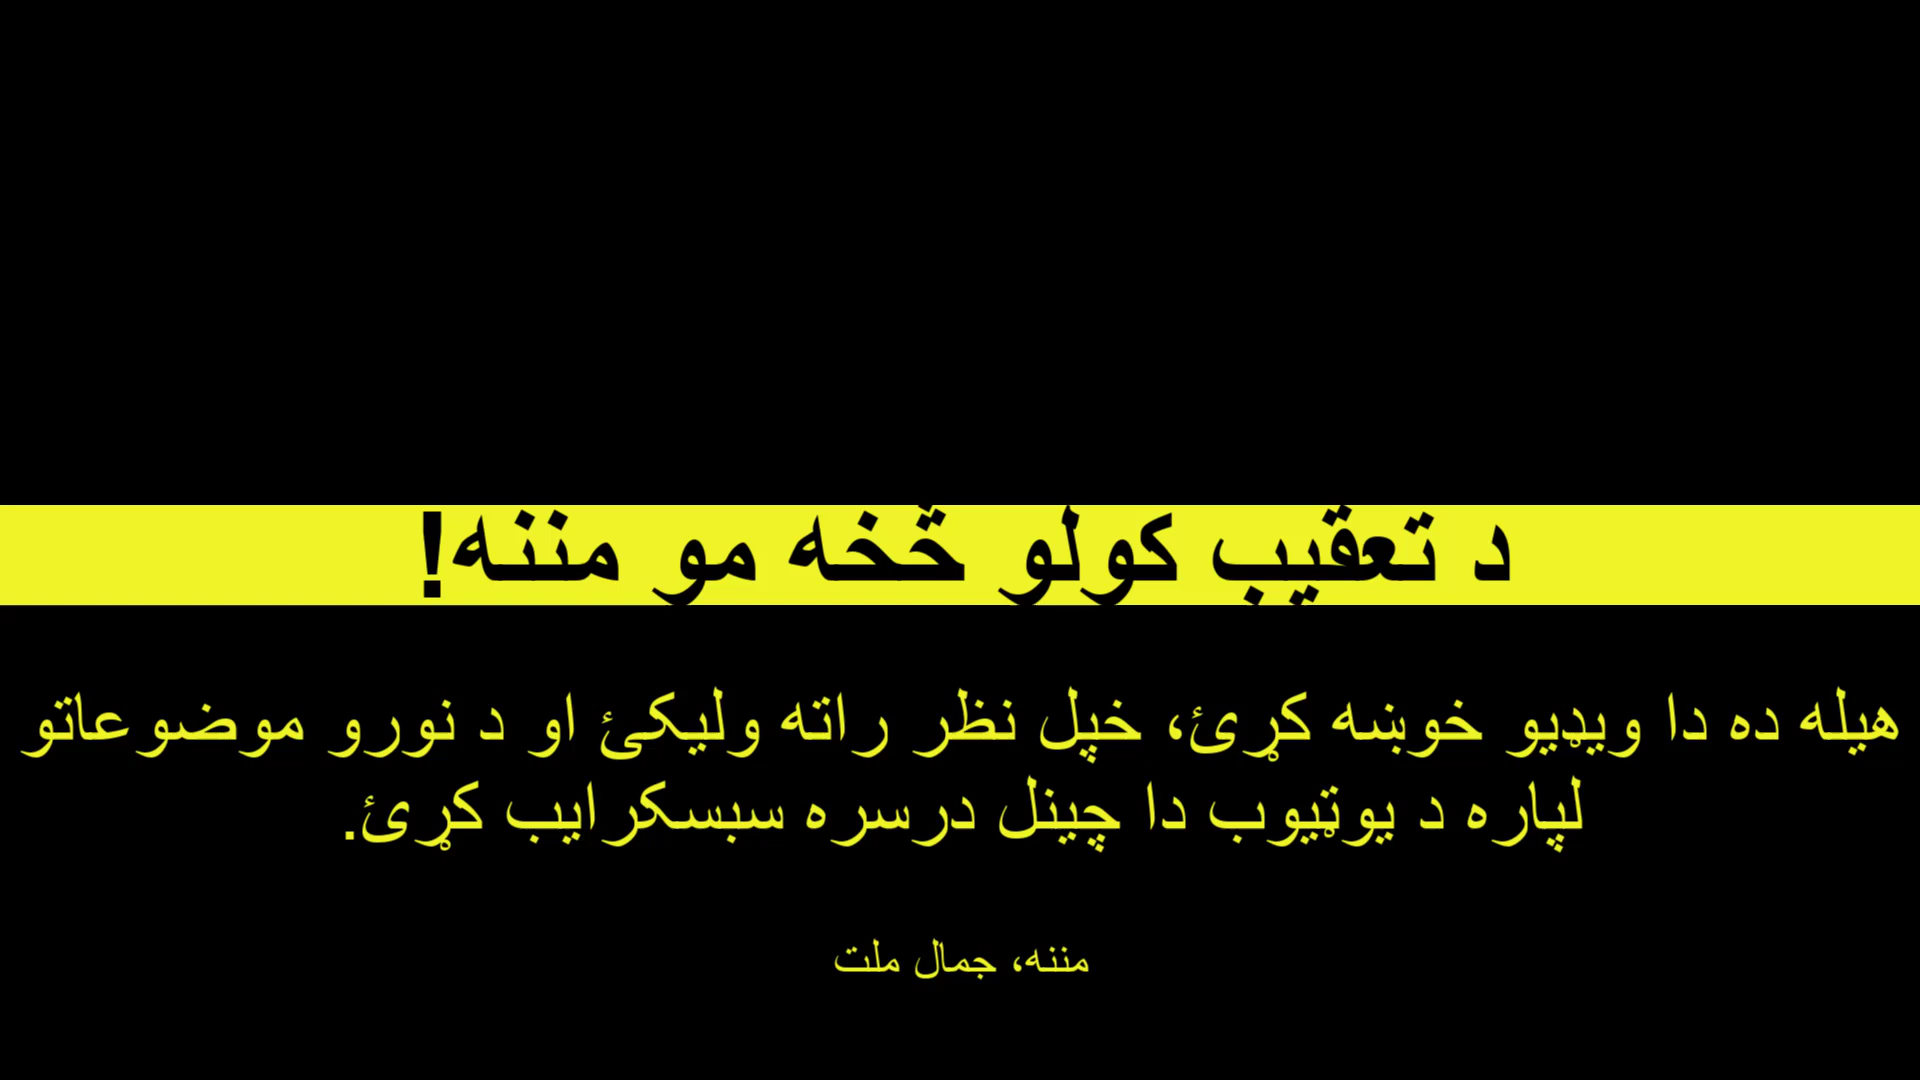 د تعقیب کولو څخه مو مننه!
هیله ده دا ویډیو خوښه کړئ، خپل نظر راته ولیکئ او د نورو موضوعاتو
لپاره د یوټیوب دا چینل درسره سبسکرایب کړئ.
مننه، جمال ملت